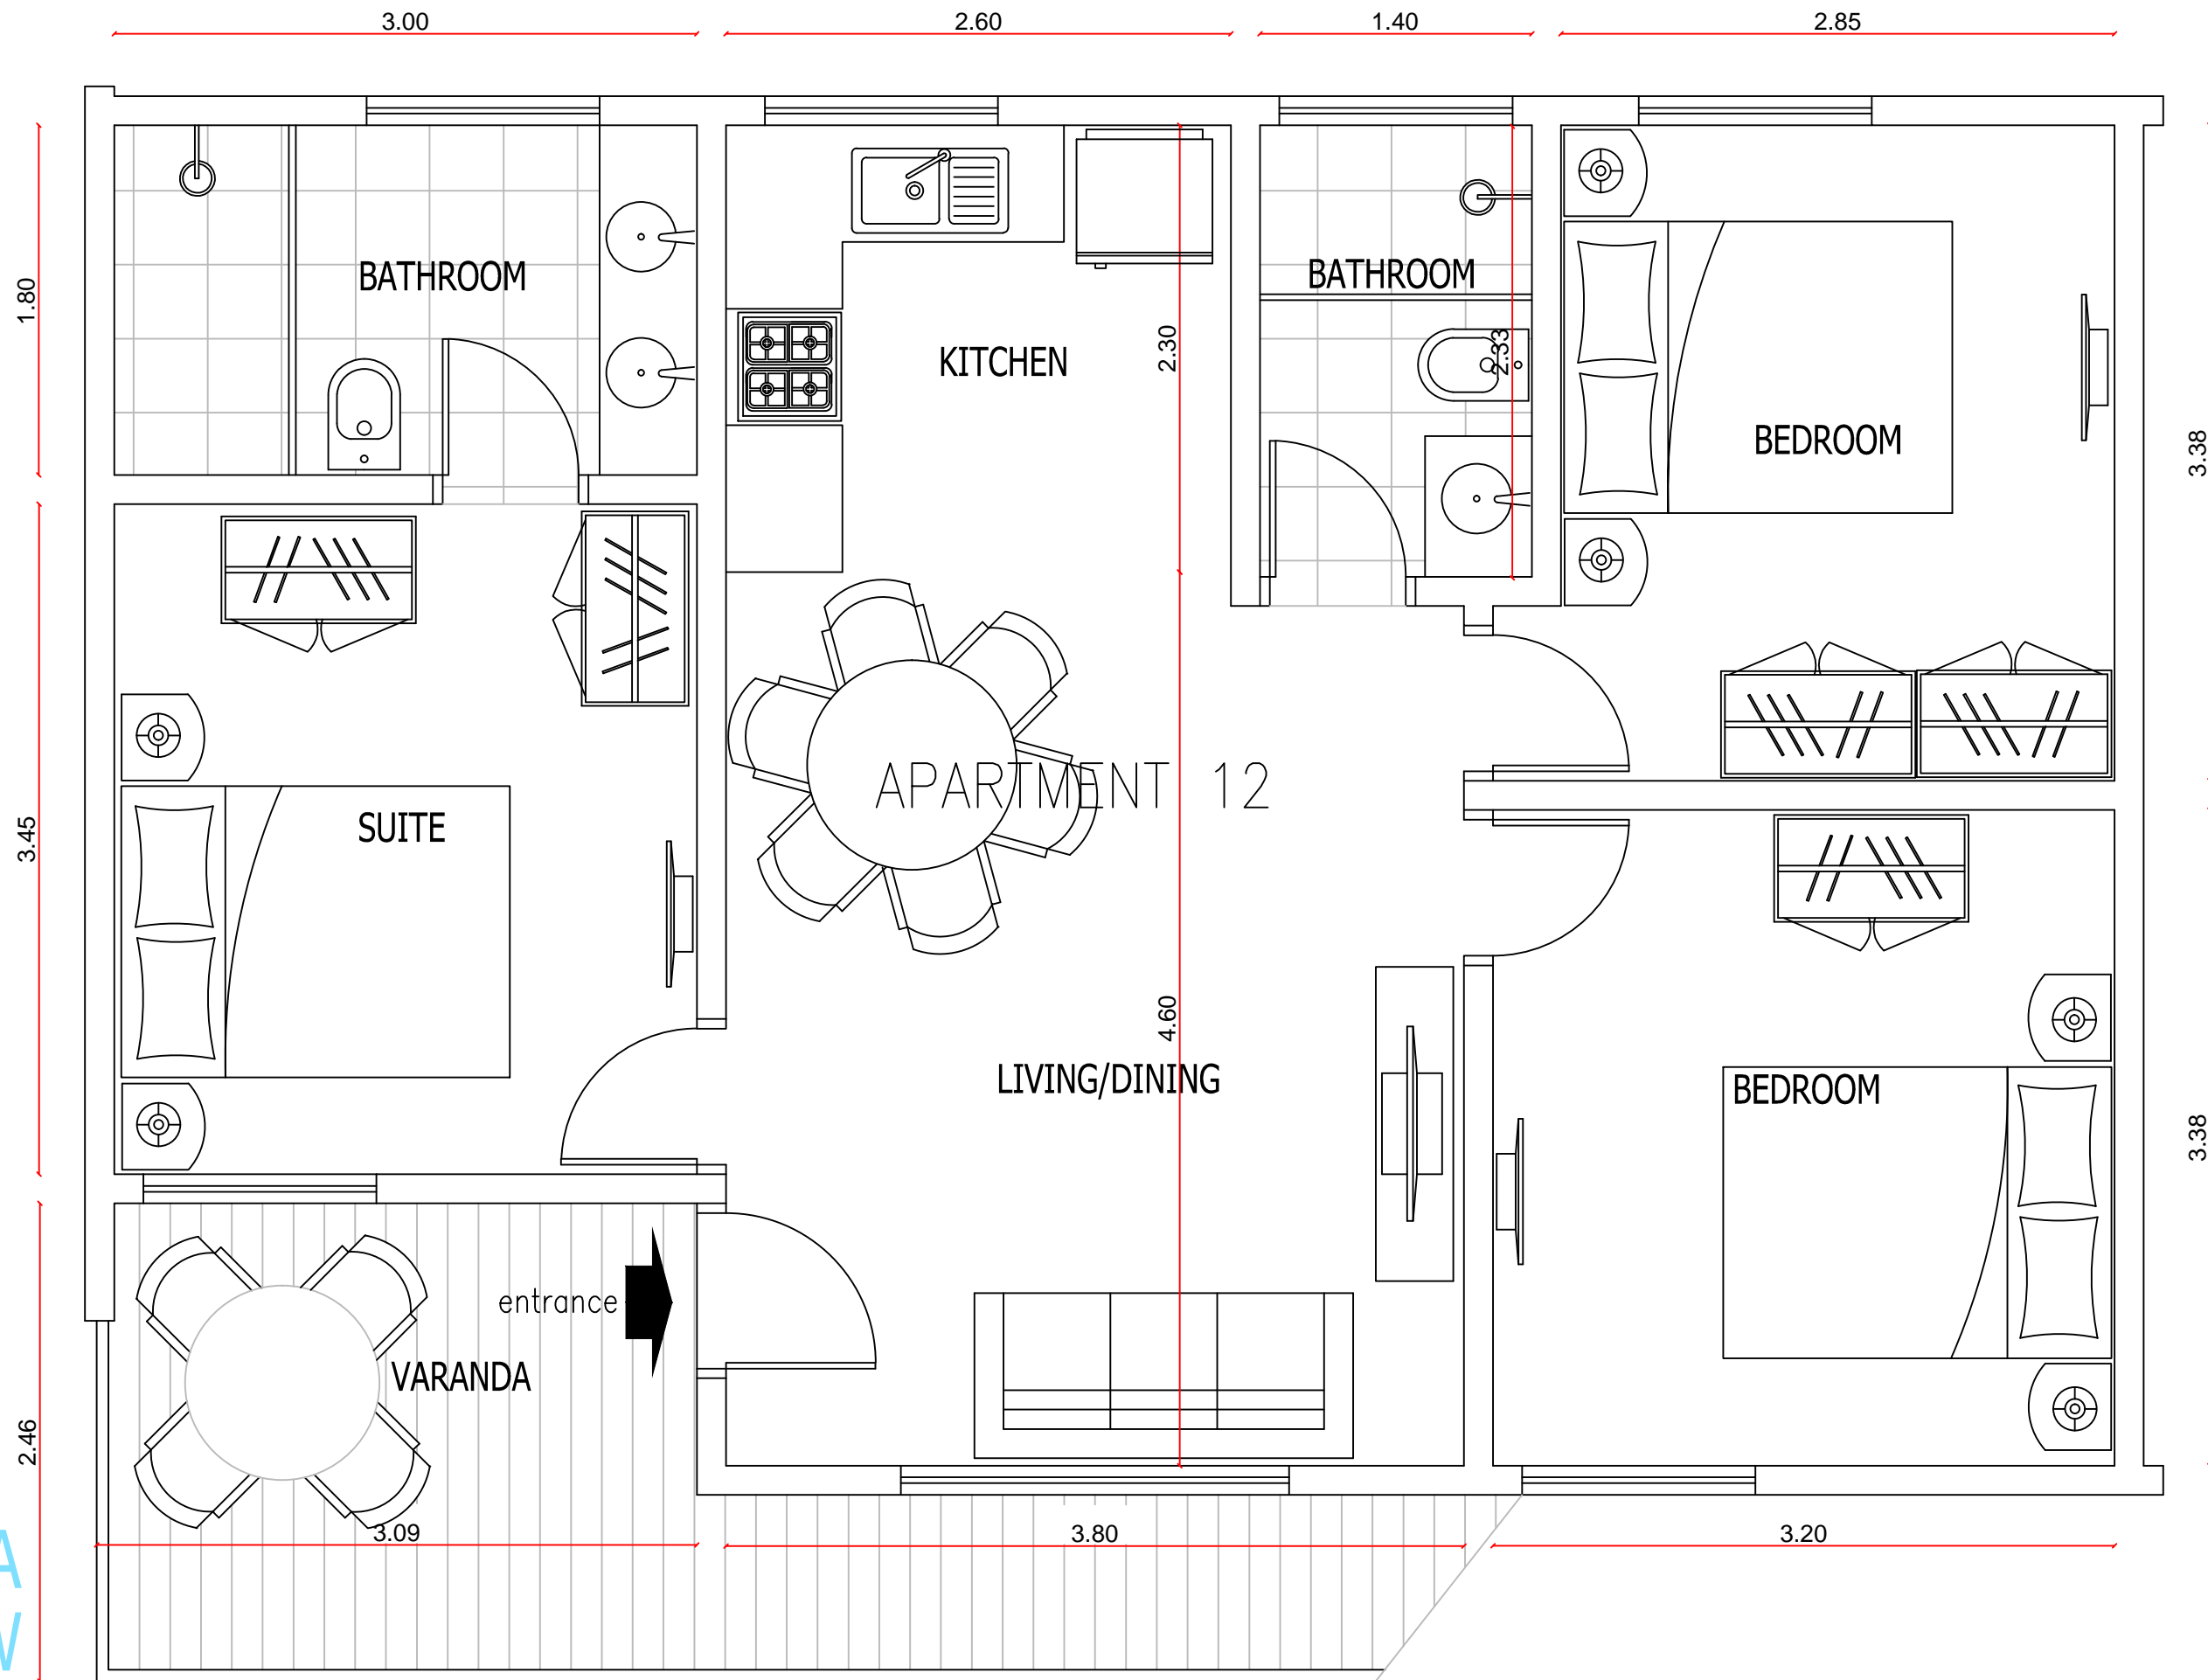 3.00
2.60
1.40
2.85
1.80
BATHROOM
BATHROOM
2.30
2.33
KITCHEN
BEDROOM
3.38
APARTMENT 12
3.45
SUITE
4.60
LIVING/DINING
BEDROOM
3.38
entrance
VARANDA
2.46
3.09
3.80
3.20
A